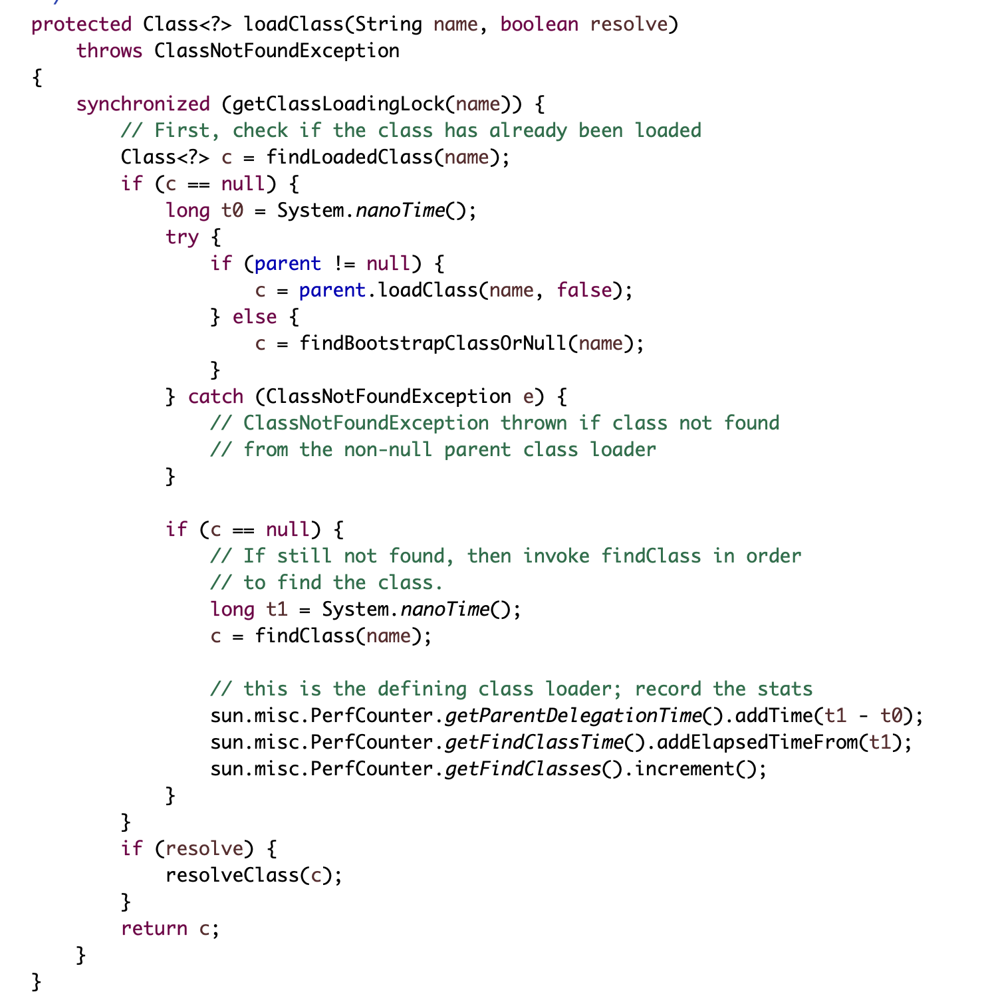 protected Class<?> loadClass(String name, boolean resolve)
    throws ClassNotFoundException
{
    synchronized (getClassLoadingLock(name)) {
        // First, check if the class has already been loaded
        Class<?> c = findLoadedClass(name);
        if (c == null) {
            long t0 = System.nanoTime();
            try {
                if (parent != null) {
                    c = parent.loadClass(name, false);
                } else {
                    c = findBootstrapClassOrNull(name);
                }
            } catch (ClassNotFoundException e) {
                // ClassNotFoundException thrown if class not found
                // from the non-null parent class loader
            }

            if (c == null) {
                // If still not found, then invoke findClass in order
                // to find the class.
                long t1 = System.nanoTime();
                c = findClass(name);

                // this is the defining class loader; record the stats
                sun.misc.PerfCounter.getParentDelegationTime().addTime(t1 - t0);
                sun.misc.PerfCounter.getFindClassTime().addElapsedTimeFrom(t1);
                sun.misc.PerfCounter.getFindClasses().increment();
            }
        }
        if (resolve) {
            resolveClass(c);
        }
        return c;
    }
}